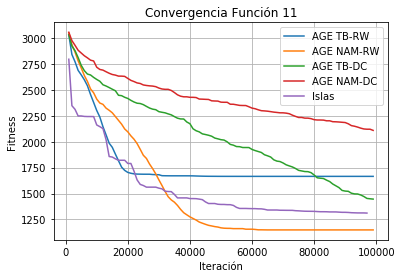 Convergencia Función 11
Fitness
3000
2750
2500
2250
2000
1750
1500
1250
AGE TB-RW
AGE NAM-RW
AGE TB-DC
AGE NAM-DC
Islas
0 20000 40000 60000 80000 100000
Iteración